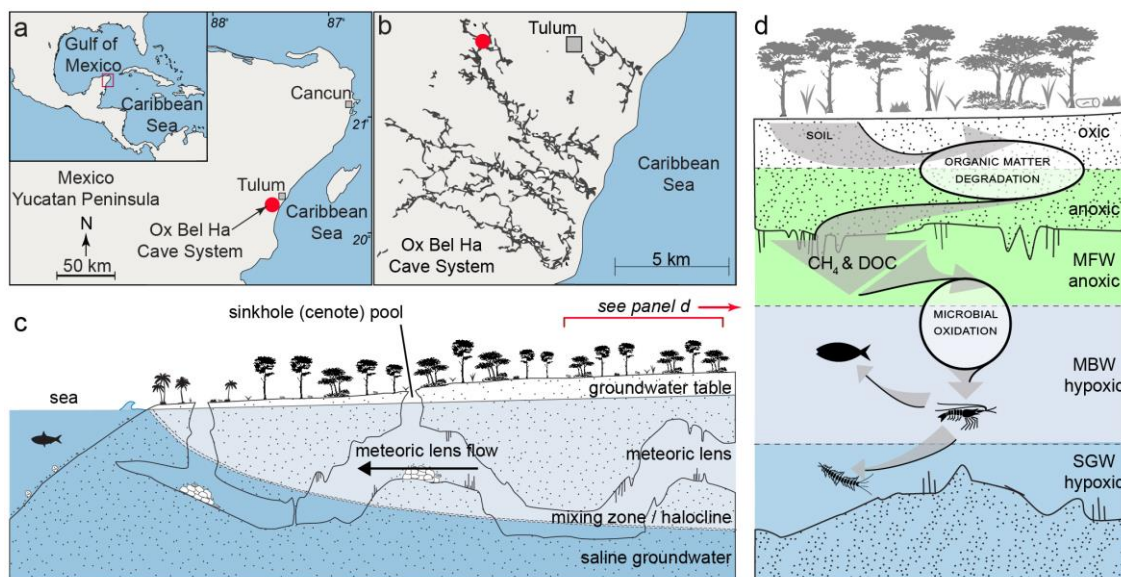 a
88˚
87˚
Gulf of
Mexico
Caribbean
Sea
Cancun
21˚
Mexico
Yucatan Peninsula
Tulum
N
Ox Bel Ha
Cave System
Caribbean
Sea
20˚
50 km
b
Tulum
Caribbean
Sea
Ox Bel Ha
Cave System
5 km
c
sinkhole (cenote) pool
see panel d
sea
groundwater table
meteoric lens flow
meteoric lens
mixing zone / halocline
saline groundwater
d
SOIL
oxic
ORGANIC MATTER
DEGRADATION
anoxic
CH₄ & DOC
MFW
anoxic
MICROBIAL
OXIDATION
MBW
hypoxic
SGW
hypoxic